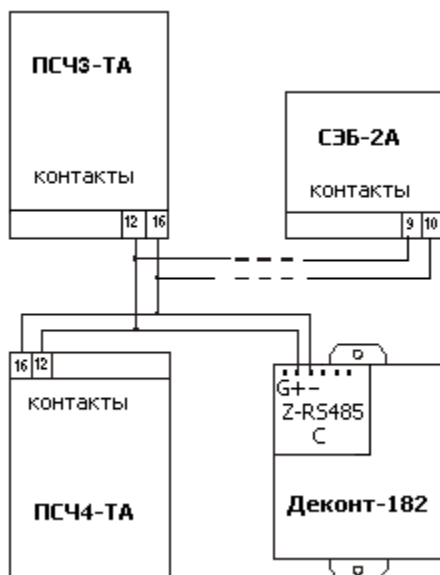 ПСЧ3-ТА
контакты
12 16
СЭБ-2А
контакты
9 10
16 12
контакты
ПСЧ4-ТА
G+-
Z-RS485
C
Деконт-182